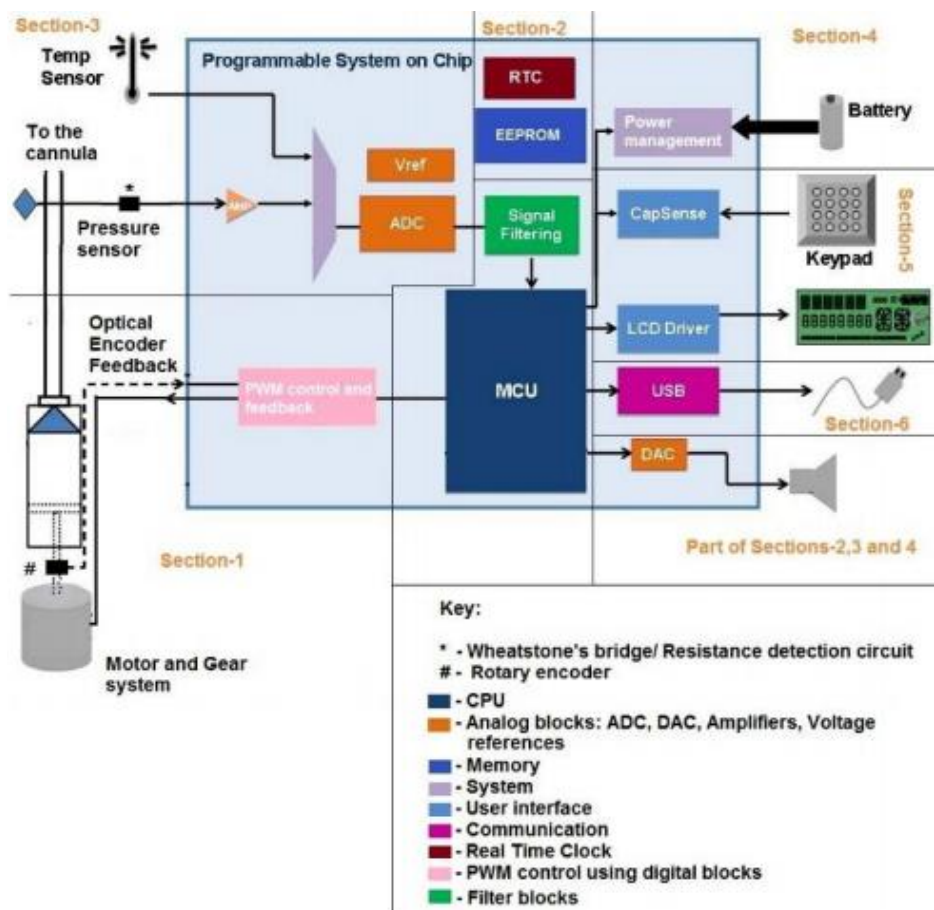 Section-3
Section-2
Section-4
Temp
Sensor
Programmable System on Chip
RTC
EEPROM
Power
management
Battery
To the
cannula
*
Pressure
sensor
AMP
Vref
ADC
Signal
Filtering
CapSense
Keypad
Section-5
LCD Driver
Optical
Encoder
Feedback
PWM control and
feedback
MCU
USB
Section-6
DAC
Part of Sections-2,3 and 4
Section-1
#
Motor and Gear
system
Key:
* - Wheatstone's bridge/ Resistance detection circuit
# - Rotary encoder
- CPU
- Analog blocks: ADC, DAC, Amplifiers, Voltage
references
- Memory
- System
- User interface
- Communication
- Real Time Clock
- PWM control using digital blocks
- Filter blocks